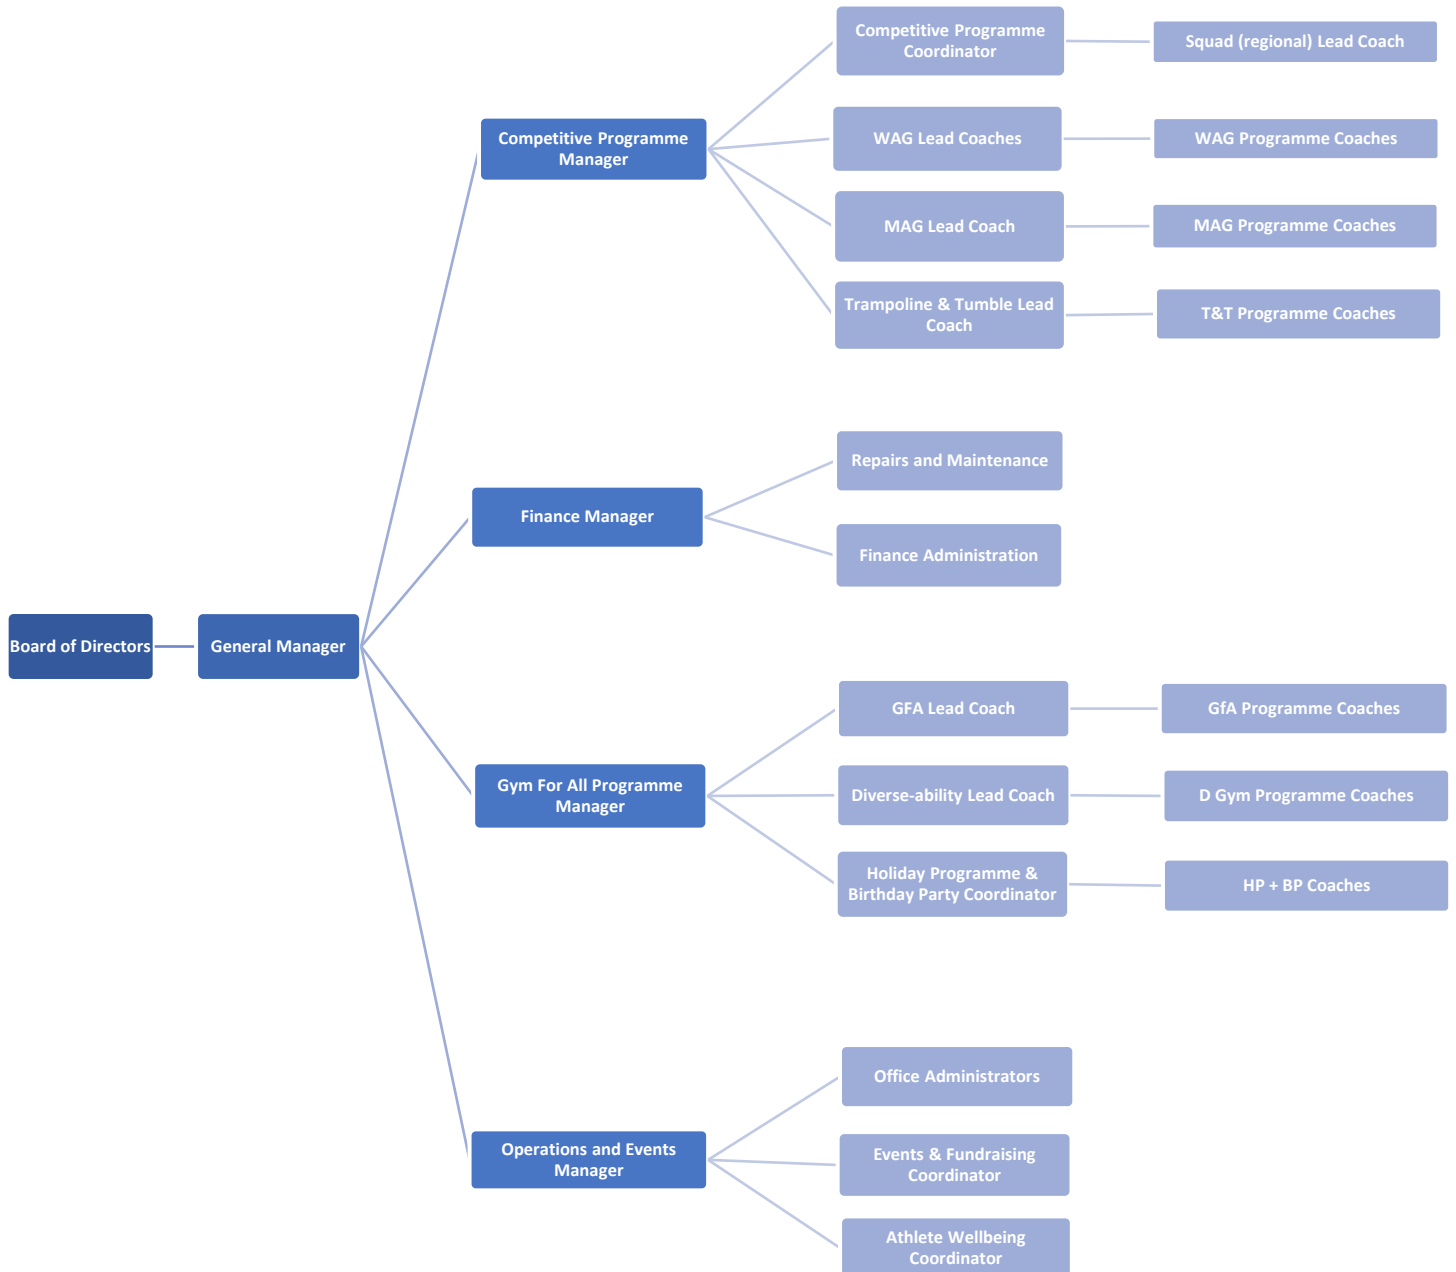 Board of Directors
General Manager
Competitive Programme
Manager
Competitive Programme
Coordinator
Squad (regional) Lead Coach
WAG Lead Coaches
WAG Programme Coaches
MAG Lead Coach
MAG Programme Coaches
Trampoline & Tumble Lead
Coach
T&T Programme Coaches
Finance Manager
Repairs and Maintenance
Finance Administration
Gym For All Programme
Manager
GFA Lead Coach
GfA Programme Coaches
Diverse-ability Lead Coach
D Gym Programme Coaches
Holiday Programme &
Birthday Party Coordinator
HP + BP Coaches
Operations and Events
Manager
Office Administrators
Events & Fundraising
Coordinator
Athlete Wellbeing
Coordinator